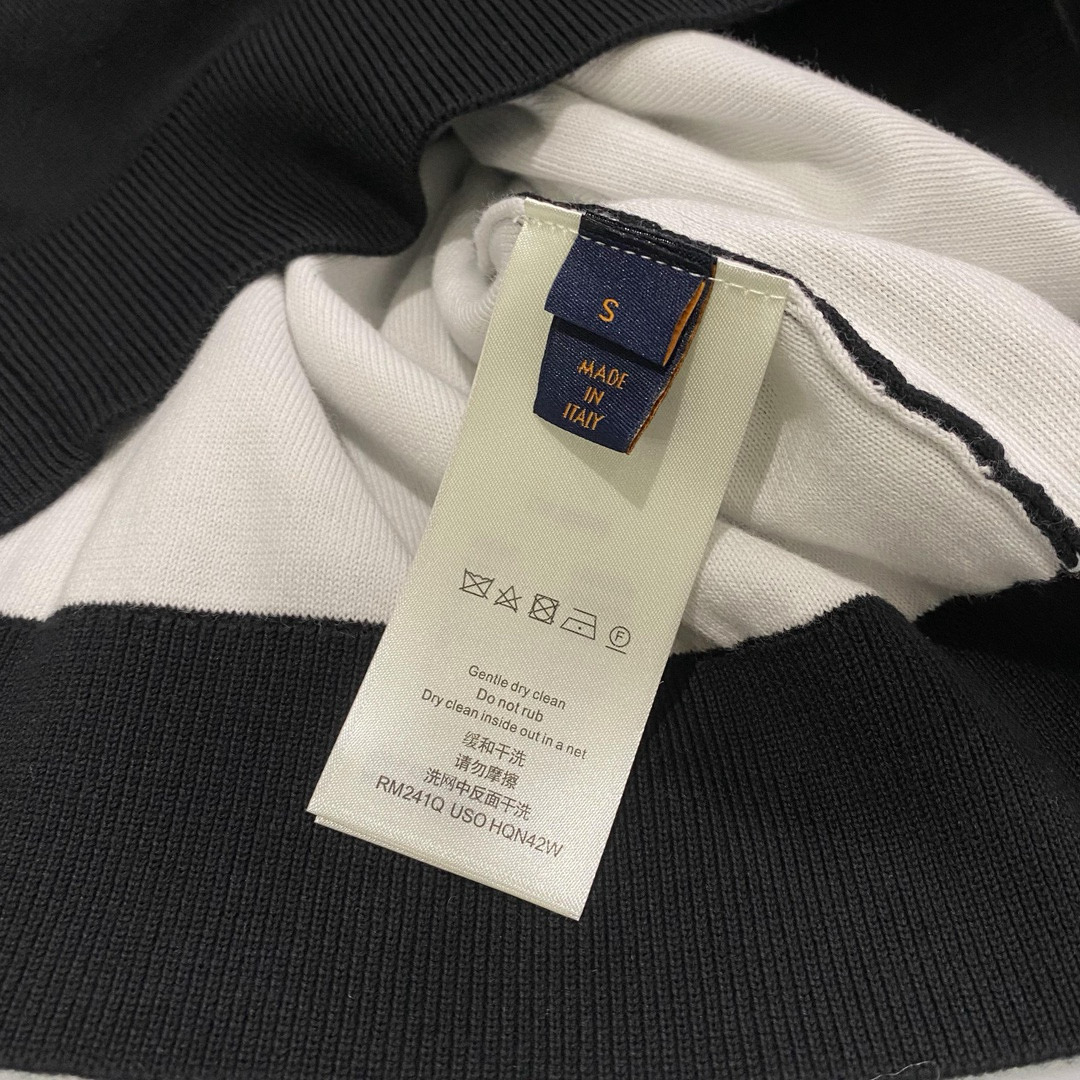 S
MADE
IN
ITALY
F
Gentle dry clean
Do not rub
Dry clean inside out in a net
缓和干洗
请勿摩擦
洗网中反面干洗
RM241Q USO HQN42W